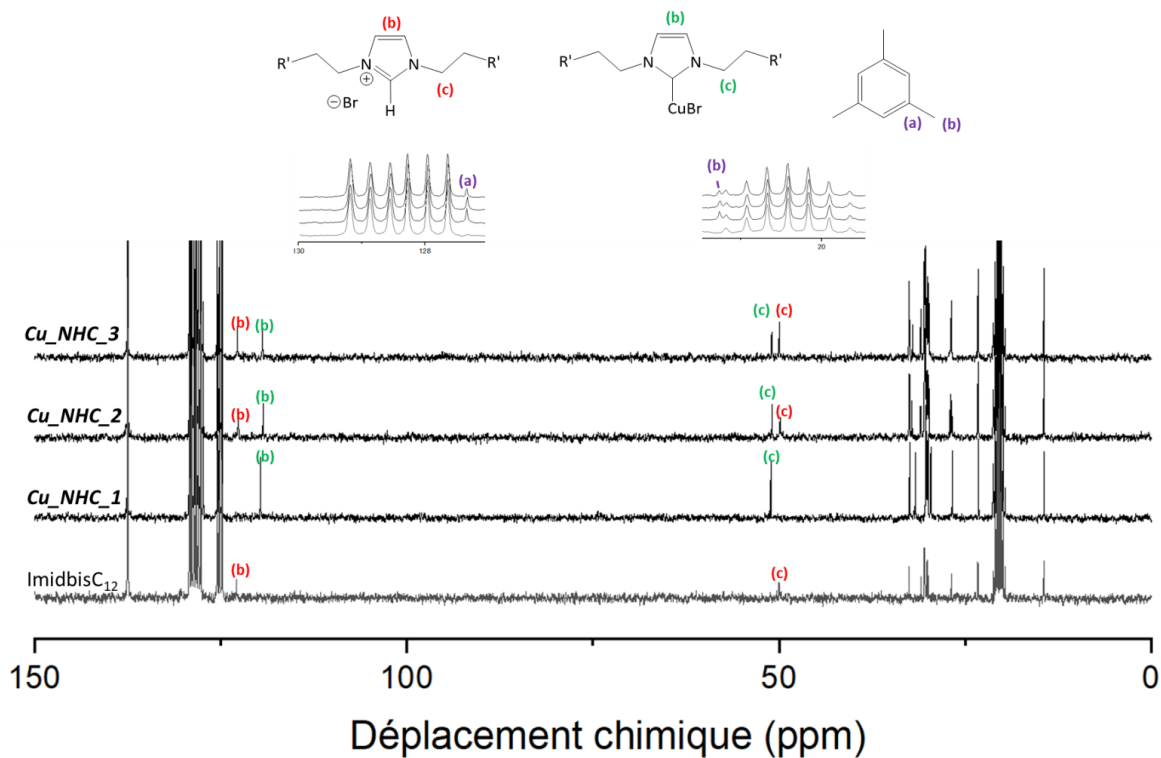 (b) (b)
R' N N R' R' N N R' (a) (b)
⊕ (c) (c)
⊖Br H CuBr
(b)
(a)
130 128 20
Cu_NHC_3 (b) (b) (c) (c)
Cu_NHC_2 (b) (b) (c) (c)
Cu_NHC_1 (b) (c)
ImidbisC12 (b) (c)
150 100 50 0
Déplacement chimique (ppm)